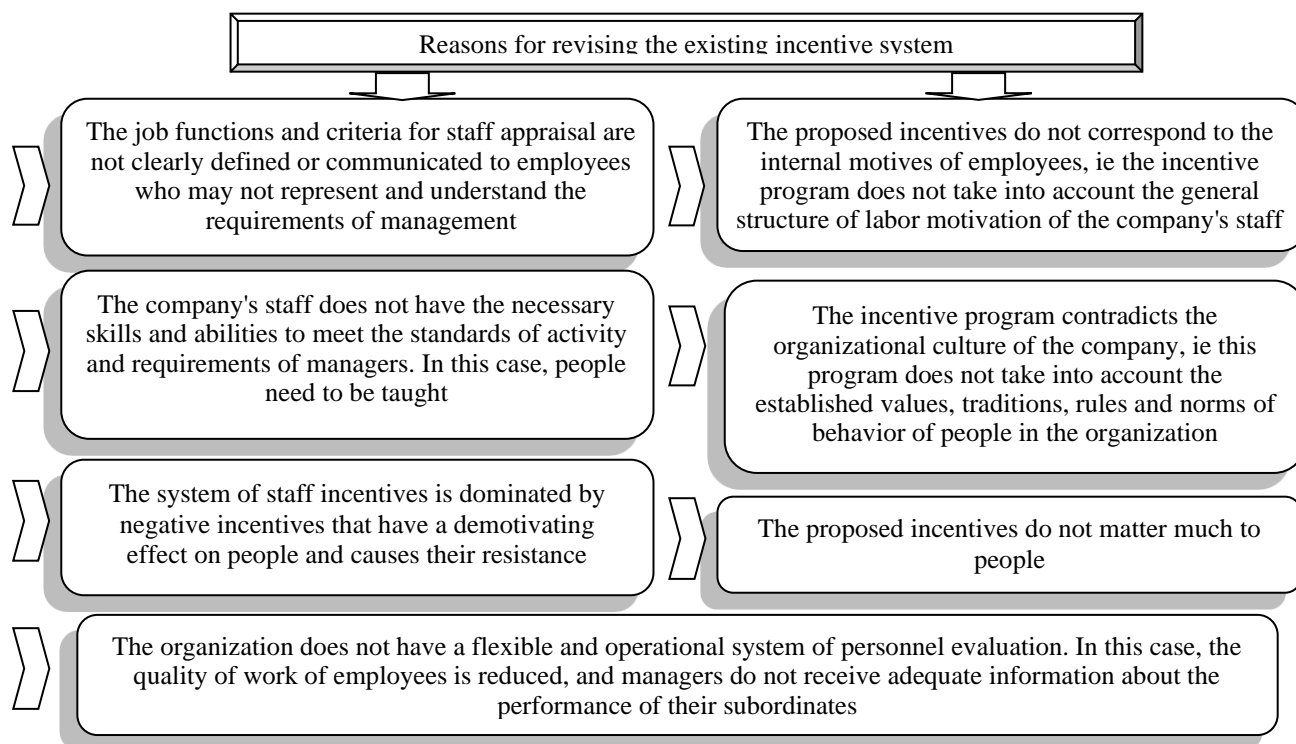 Reasons for revising the existing incentive system
The job functions and criteria for staff appraisal are
not clearly defined or communicated to employees
who may not represent and understand the
requirements of management
The proposed incentives do not correspond to the
internal motives of employees, ie the incentive
program does not take into account the general
structure of labor motivation of the company's staff
The company's staff does not have the necessary
skills and abilities to meet the standards of activity
and requirements of managers. In this case, people
need to be taught
The incentive program contradicts the
organizational culture of the company, ie this
program does not take into account the
established values, traditions, rules and norms of
behavior of people in the organization
The system of staff incentives is dominated by
negative incentives that have a demotivating
effect on people and causes their resistance
The proposed incentives do not matter much to
people
The organization does not have a flexible and operational system of personnel evaluation. In this case, the
quality of work of employees is reduced, and managers do not receive adequate information about the
performance of their subordinates